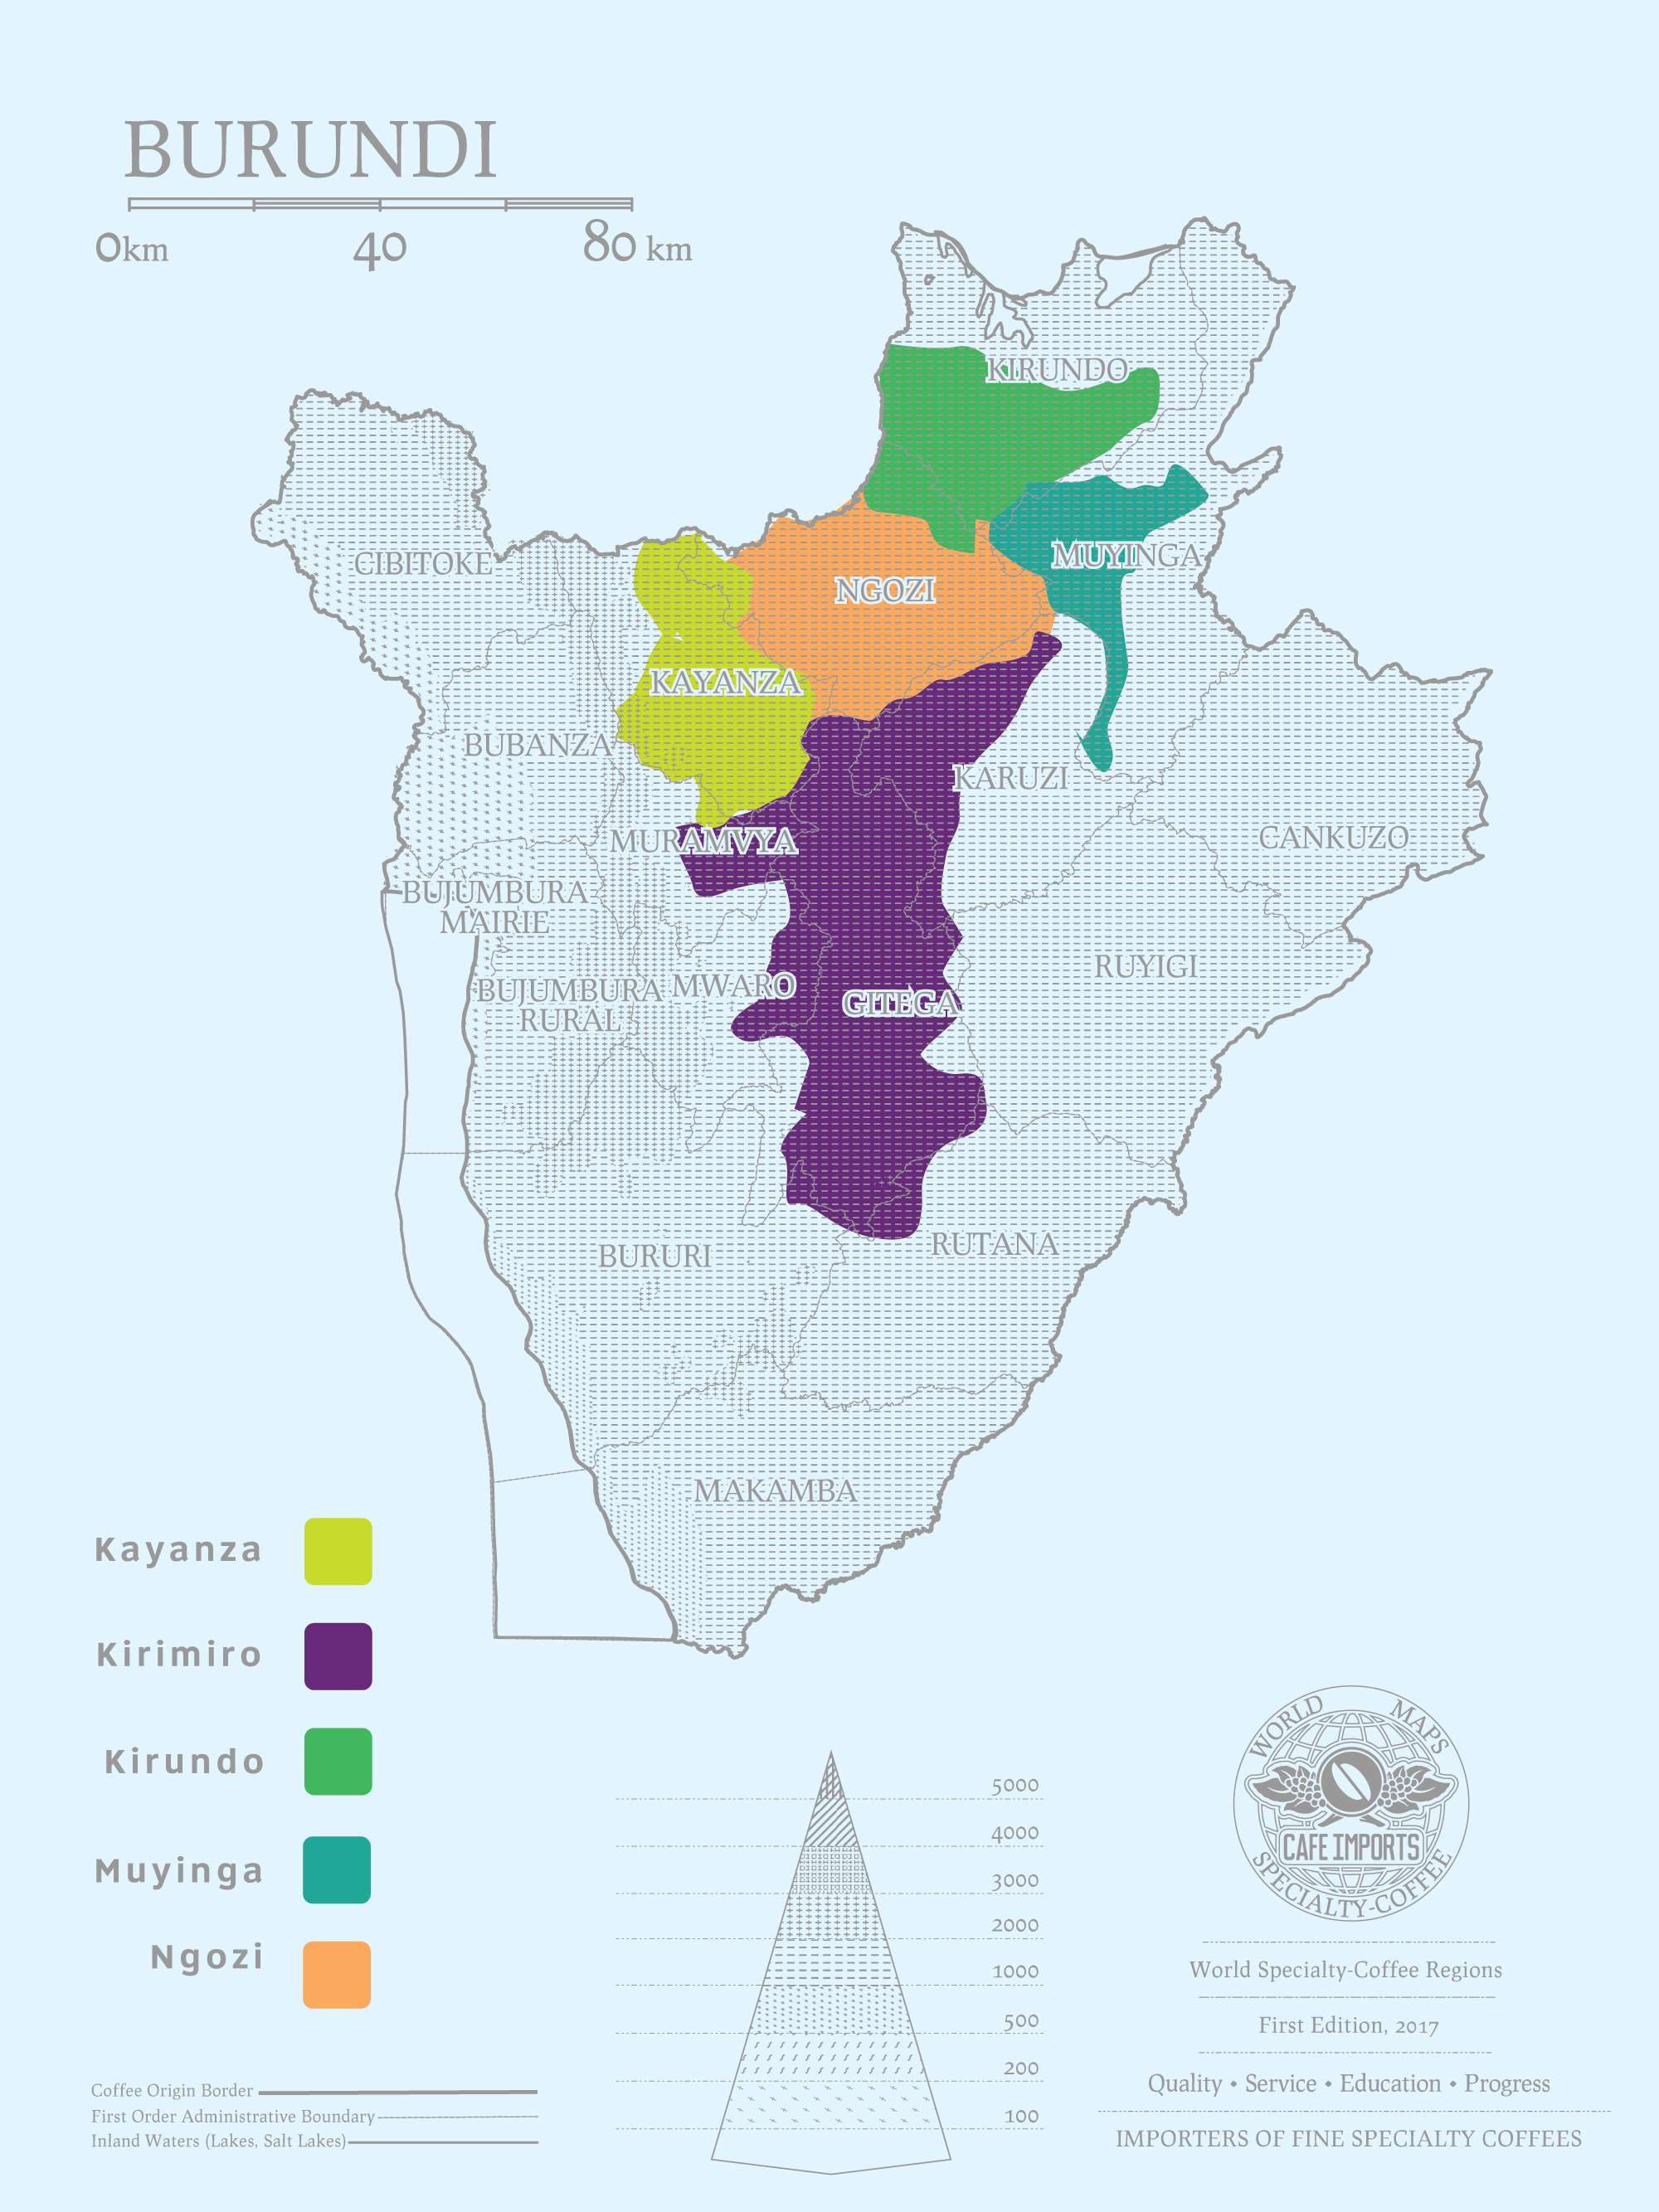 BURUNDI
0km 40 80 km
KIRUNDO
CIBITOKE
MUYINGA
NGOZI
KAYANZA
BUBANZA
KARUZI
MURAMVYA
CANKUZO
BUJUMBURA
MAIRIE
RUYIGI
BUJUMBURA
RURAL
MWARO
GITEGA
BURURI
RUTANA
MAKAMBA
Kayanza
Kirimiro
Kirundo
Muyinga
Ngozi
Coffee Origin Border
First Order Administrative Boundary
Inland Waters (Lakes, Salt Lakes)
5000
4000
3000
2000
1000
500
200
100
WORLD MAPS
CAFE IMPORTS
SPECIALTY-COFFEE
World Specialty-Coffee Regions
First Edition, 2017
Quality • Service • Education • Progress
IMPORTERS OF FINE SPECIALTY COFFEES